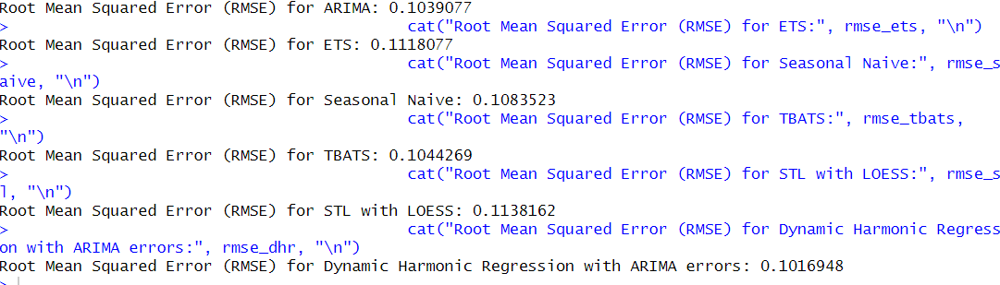 Root Mean Squared Error (RMSE) for ARIMA: 0.1039077
> cat("Root Mean Squared Error (RMSE) for ETS:", rmse_ets, "\n")
Root Mean Squared Error (RMSE) for ETS: 0.1118077
> cat("Root Mean Squared Error (RMSE) for Seasonal Naive:", rmse_s
aive, "\n")
Root Mean Squared Error (RMSE) for Seasonal Naive: 0.1083523
> cat("Root Mean Squared Error (RMSE) for TBATS:", rmse_tbats,
"\n")
Root Mean Squared Error (RMSE) for TBATS: 0.1044269
> cat("Root Mean Squared Error (RMSE) for STL with LOESS:", rmse_s
l, "\n")
Root Mean Squared Error (RMSE) for STL with LOESS: 0.1138162
> cat("Root Mean Squared Error (RMSE) for Dynamic Harmonic Regress
on with ARIMA errors:", rmse_dhr, "\n")
Root Mean Squared Error (RMSE) for Dynamic Harmonic Regression with ARIMA errors: 0.1016948
>